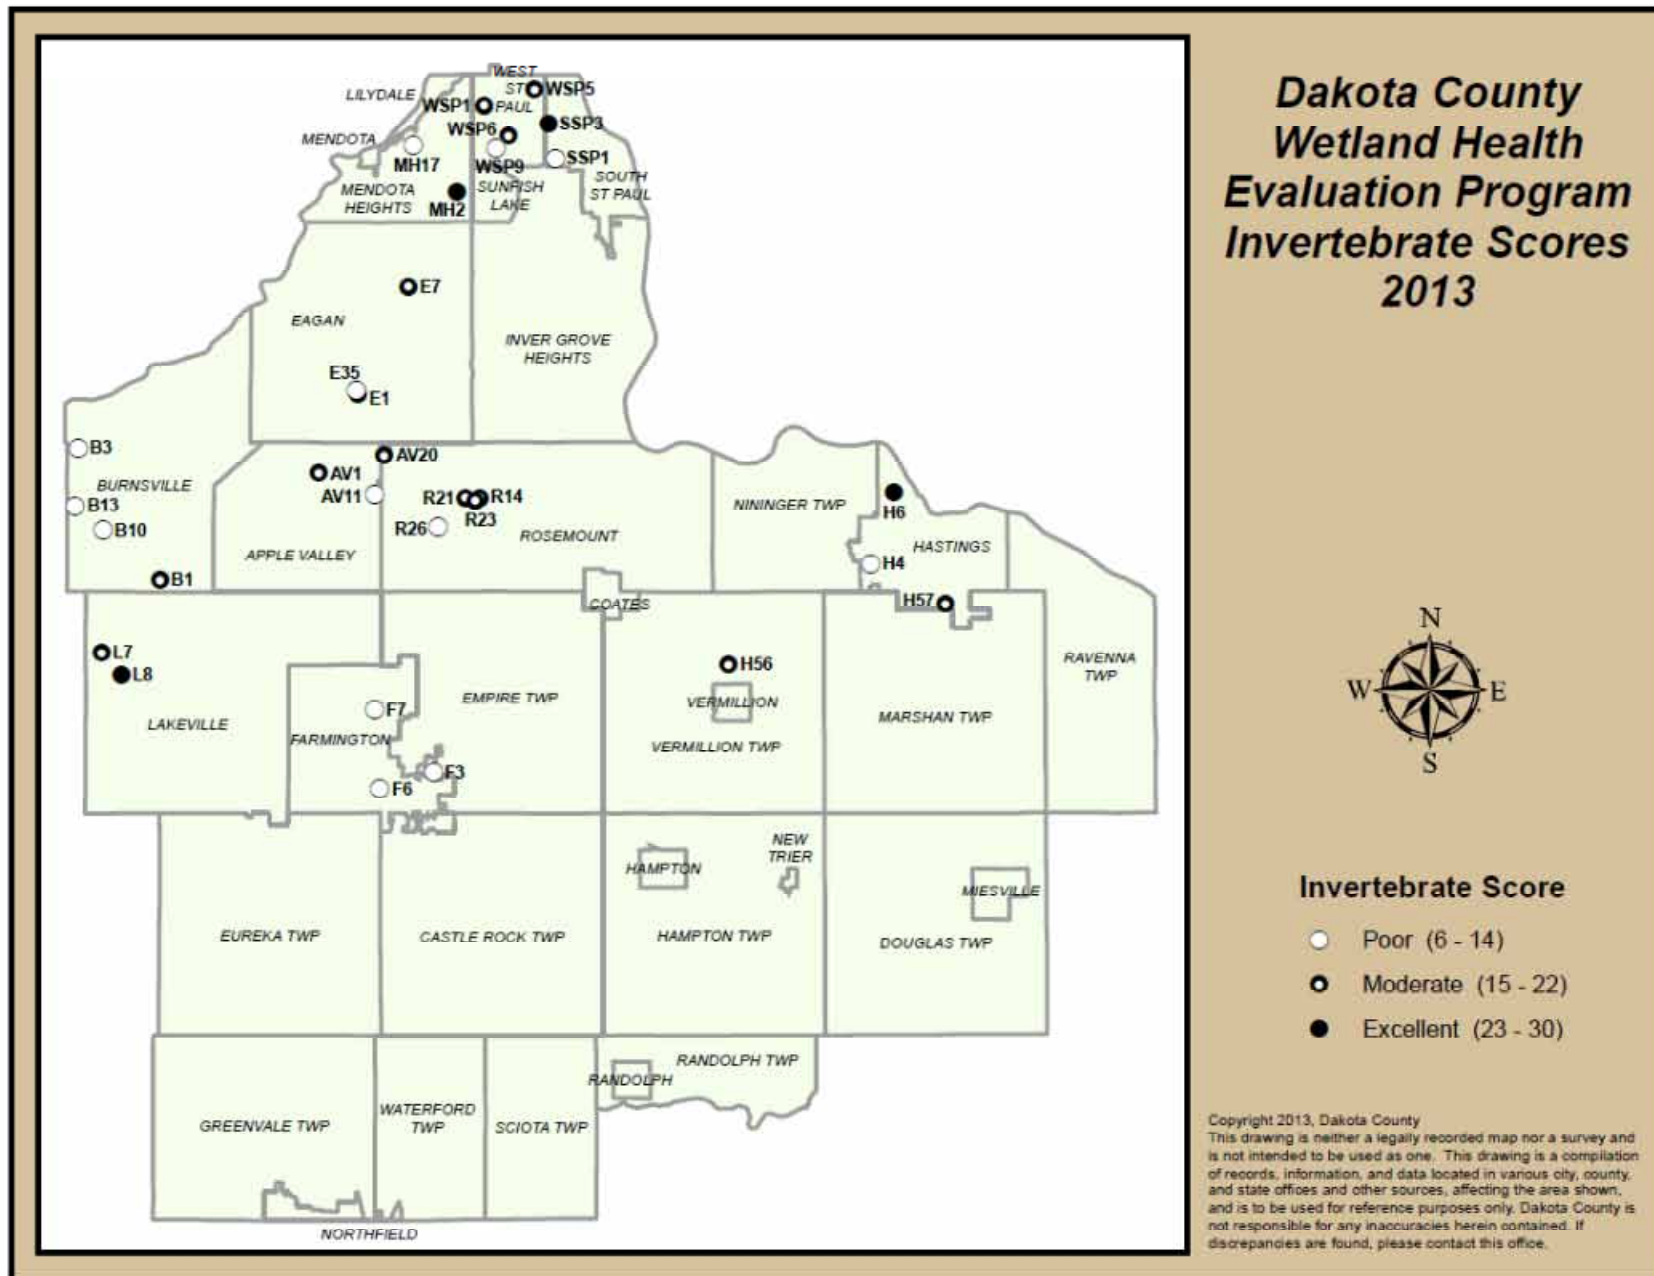 Dakota County
Wetland Health
Evaluation Program
Invertebrate Scores
2013
WEST
ST
PAUL
LILYDALE
WSP1
WSP5
MENDOTA
WSP6
SSP3
MH17
WSP9
SSP1
MENDOTA
HEIGHTS
MH2
SUNFISH
LAKE
SOUTH
ST PAUL
E7
EAGAN
INVER GROVE
HEIGHTS
E35
E1
B3
AV20
BURNSVILLE
AV1
AV11
R21
R14
R23
R26
ROSEMOUNT
NININGER TWP
H6
B13
B10
APPLE VALLEY
HASTINGS
H4
B1
COATES
H57
L7
L8
H56
RAVENNA
TWP
LAKEVILLE
F7
FARMINGTON
EMPIRE TWP
VERMILLION
VERMILLION TWP
MARSHAN TWP
F3
F6
HAMPTON
NEW
TRIER
MIESVILLE
EUREKA TWP
CASTLE ROCK TWP
HAMPTON TWP
DOUGLAS TWP
RANDOLPH TWP
RANDOLPH
GREENVALE TWP
WATERFORD
TWP
SCIOTA TWP
NORTHFIELD
N
W
E
S
Invertebrate Score
Poor (6 - 14)
Moderate (15 - 22)
Excellent (23 - 30)
Copyright 2013, Dakota County
This drawing is neither a legally recorded map nor a survey and
is not intended to be used as one. This drawing is a compilation
of records, information, and data located in various city, county,
and state offices and other sources, affecting the area shown,
and is to be used for reference purposes only. Dakota County is
not responsible for any inaccuracies herein contained. If
discrepancies are found, please contact this office.